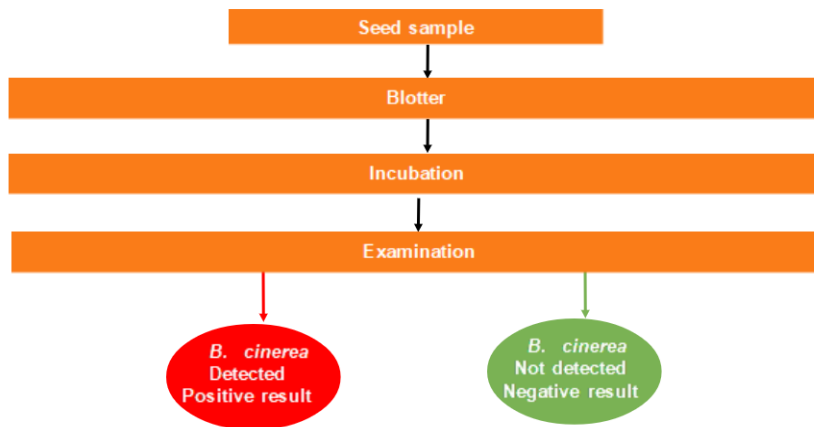 Seed sample
Blotter
Incubation
Examination
B. cinerea
Detected
Positive result
B. cinerea
Not detected
Negative result